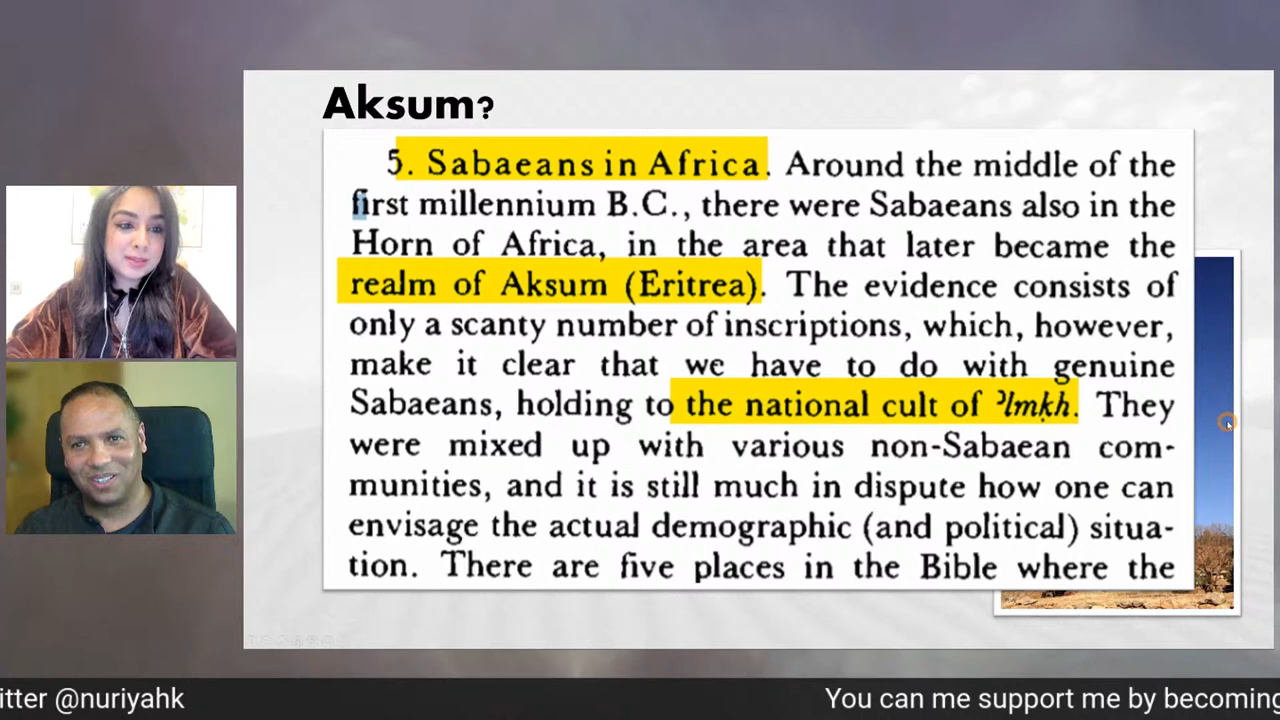 Aksum?
5. Sabaeans in Africa. Around the middle of the
first millennium B.C., there were Sabaeans also in the
Horn of Africa, in the area that later became the
realm of Aksum (Eritrea). The evidence consists of
only a scanty number of inscriptions, which, however,
make it clear that we have to do with genuine
Sabaeans, holding to the national cult of ʾlmḳh. They
were mixed up with various non-Sabaean com-
munities, and it is still much in dispute how one can
envisage the actual demographic (and political) situa-
tion. There are five places in the Bible where the
itter @nuriyahk
You can me support me by becoming